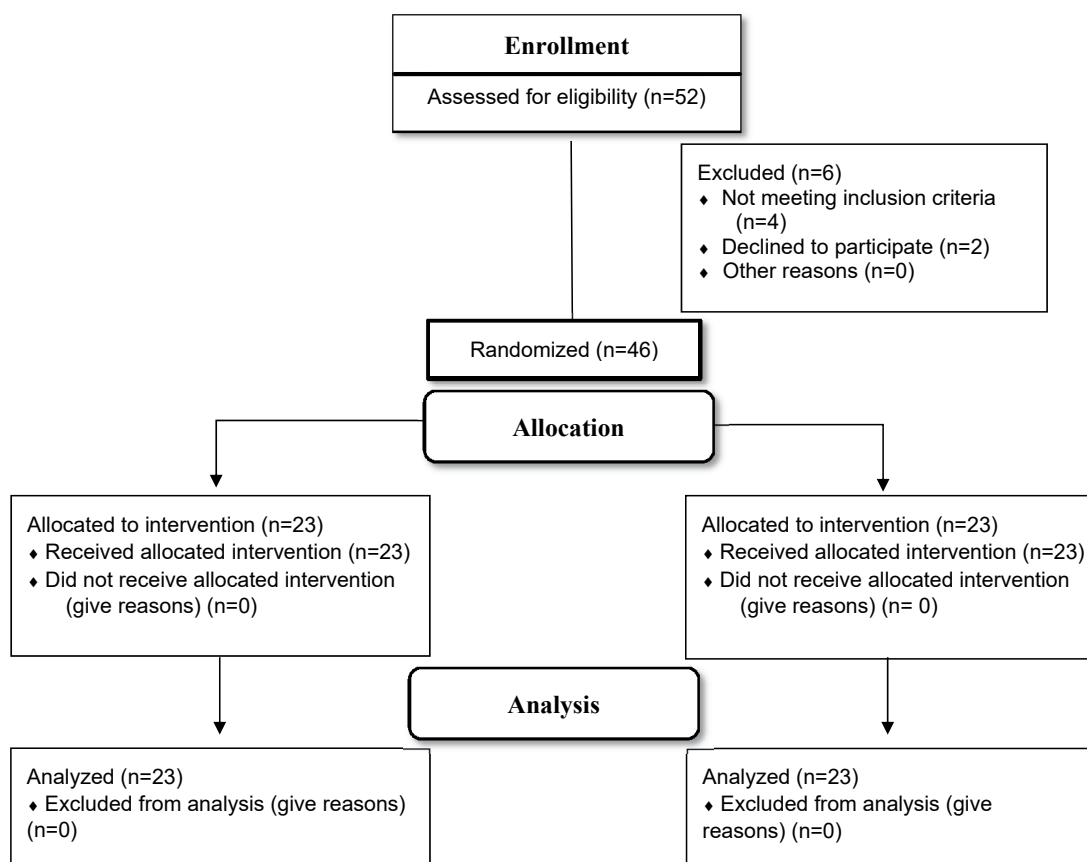 Enrollment
Assessed for eligibility (n=52)
Excluded (n=6)
♦ Not meeting inclusion criteria
(n=4)
♦ Declined to participate (n=2)
♦ Other reasons (n=0)
Randomized (n=46)
Allocation
Allocated to intervention (n=23)
♦ Received allocated intervention (n=23)
♦ Did not receive allocated intervention
(give reasons) (n=0)
Allocated to intervention (n=23)
♦ Received allocated intervention (n=23)
♦ Did not receive allocated intervention
(give reasons) (n= 0)
Analysis
Analyzed (n=23)
♦ Excluded from analysis (give reasons)
(n=0)
Analyzed (n=23)
♦ Excluded from analysis (give
reasons) (n=0)